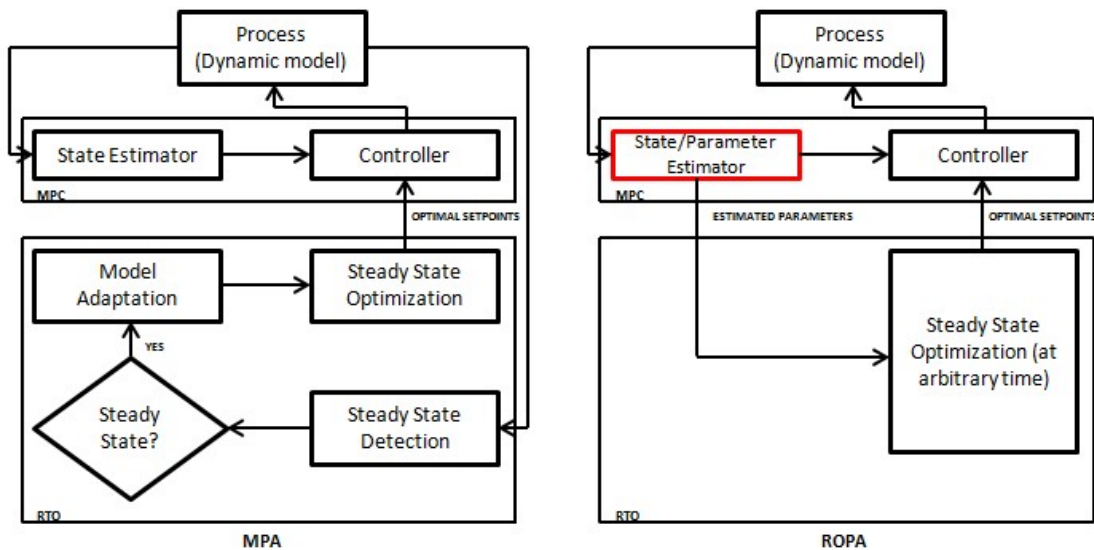 Process
(Dynamic model)
State Estimator
Controller
MPC
OPTIMAL SETPOINTS
Model
Adaptation
Steady State
Optimization
YES
Steady
State?
Steady State
Detection
RTO
MPA
Process
(Dynamic model)
State/Parameter
Estimator
Controller
MPC
ESTIMATED PARAMETERS
OPTIMAL SETPOINTS
Steady State
Optimization (at
arbitrary time)
RTO
ROPA